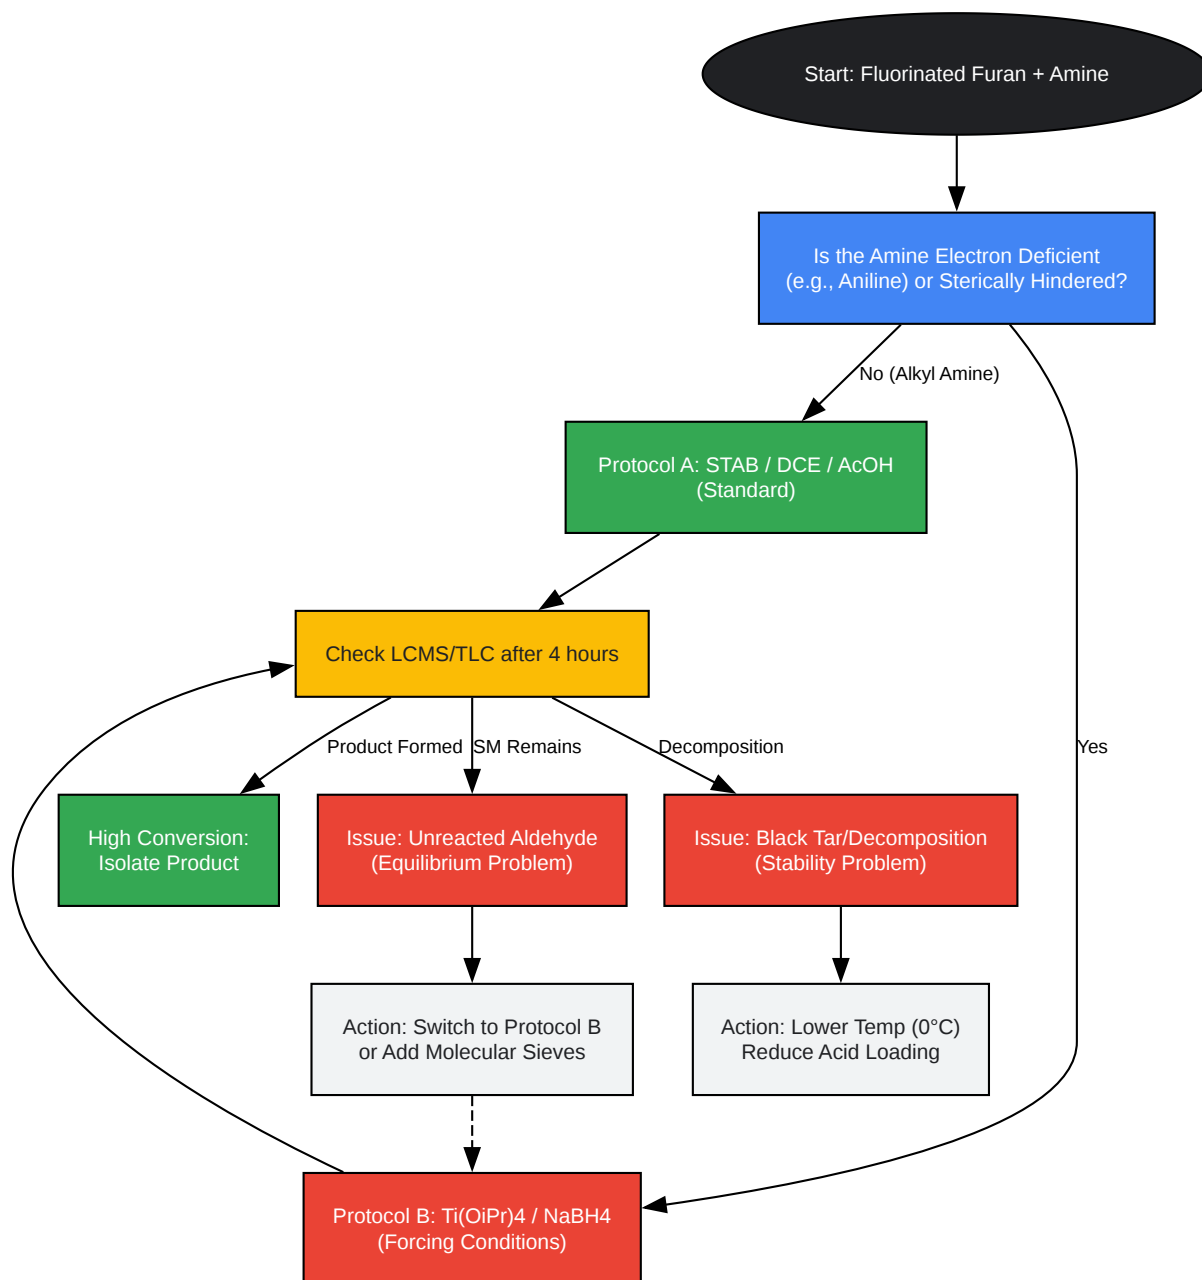 Start: Fluorinated Furan + Amine
Is the Amine Electron Deficient
(e.g., Aniline) or Sterically Hindered?
No (Alkyl Amine)
Protocol A: STAB / DCE / AcOH
(Standard)
Check LCMS/TLC after 4 hours
Product Formed
SM Remains
Decomposition
Yes
High Conversion:
Isolate Product
Issue: Unreacted Aldehyde
(Equilibrium Problem)
Issue: Black Tar/Decomposition
(Stability Problem)
Action: Switch to Protocol B
or Add Molecular Sieves
Action: Lower Temp (0°C)
Reduce Acid Loading
Protocol B: Ti(OiPr)4 / NaBH4
(Forcing Conditions)